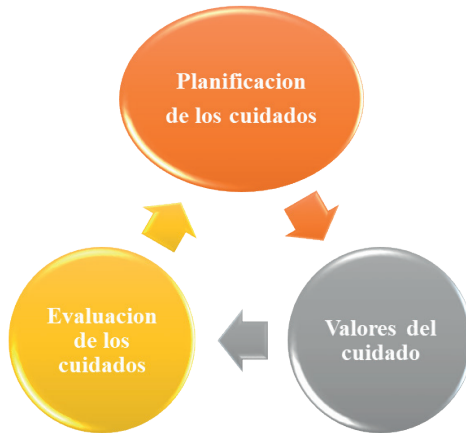 Planificacion
de los cuidados
Valores del
cuidado
Evaluacion
de los
cuidados